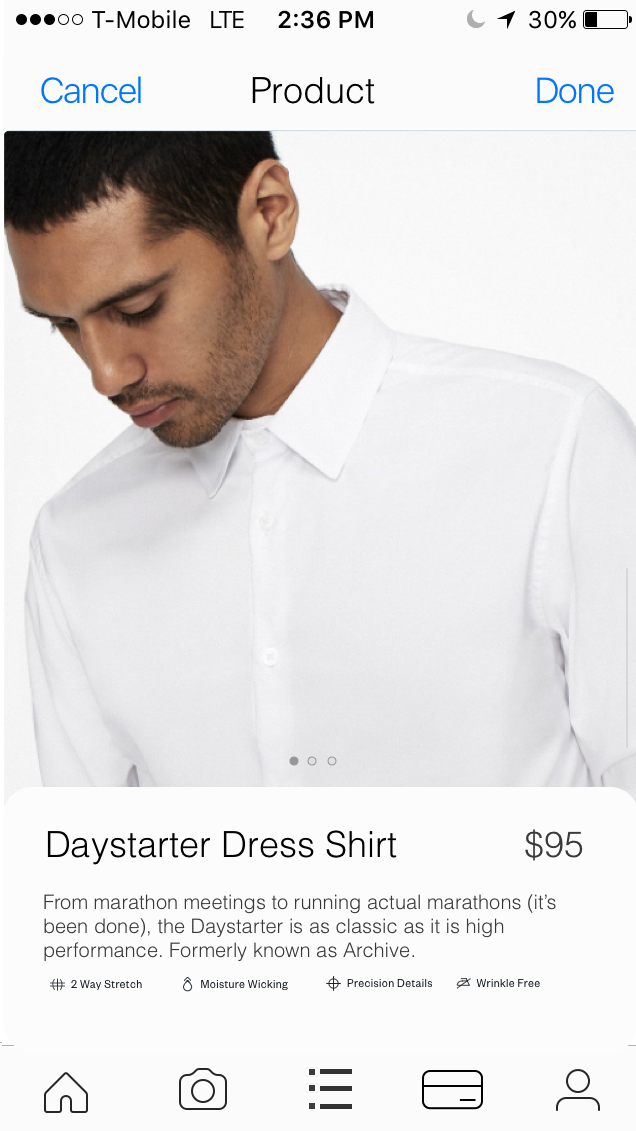 T-Mobile LTE 2:36 PM 30%
Cancel Product Done
Daystarter Dress Shirt $95
From marathon meetings to running actual marathons (it's
been done), the Daystarter is as classic as it is high
performance. Formerly known as Archive.
2 Way Stretch Moisture Wicking Precision Details Wrinkle Free